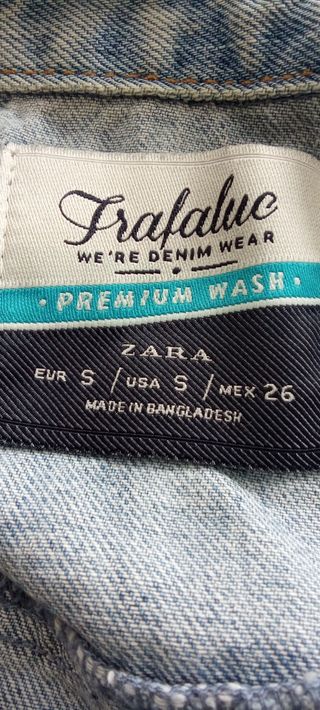 Trafaluc
WE'RE DENIM WEAR
· PREMIUM WASH ·
ZARA
EUR S / USA S / MEX 26
MADE IN BANGLADESH